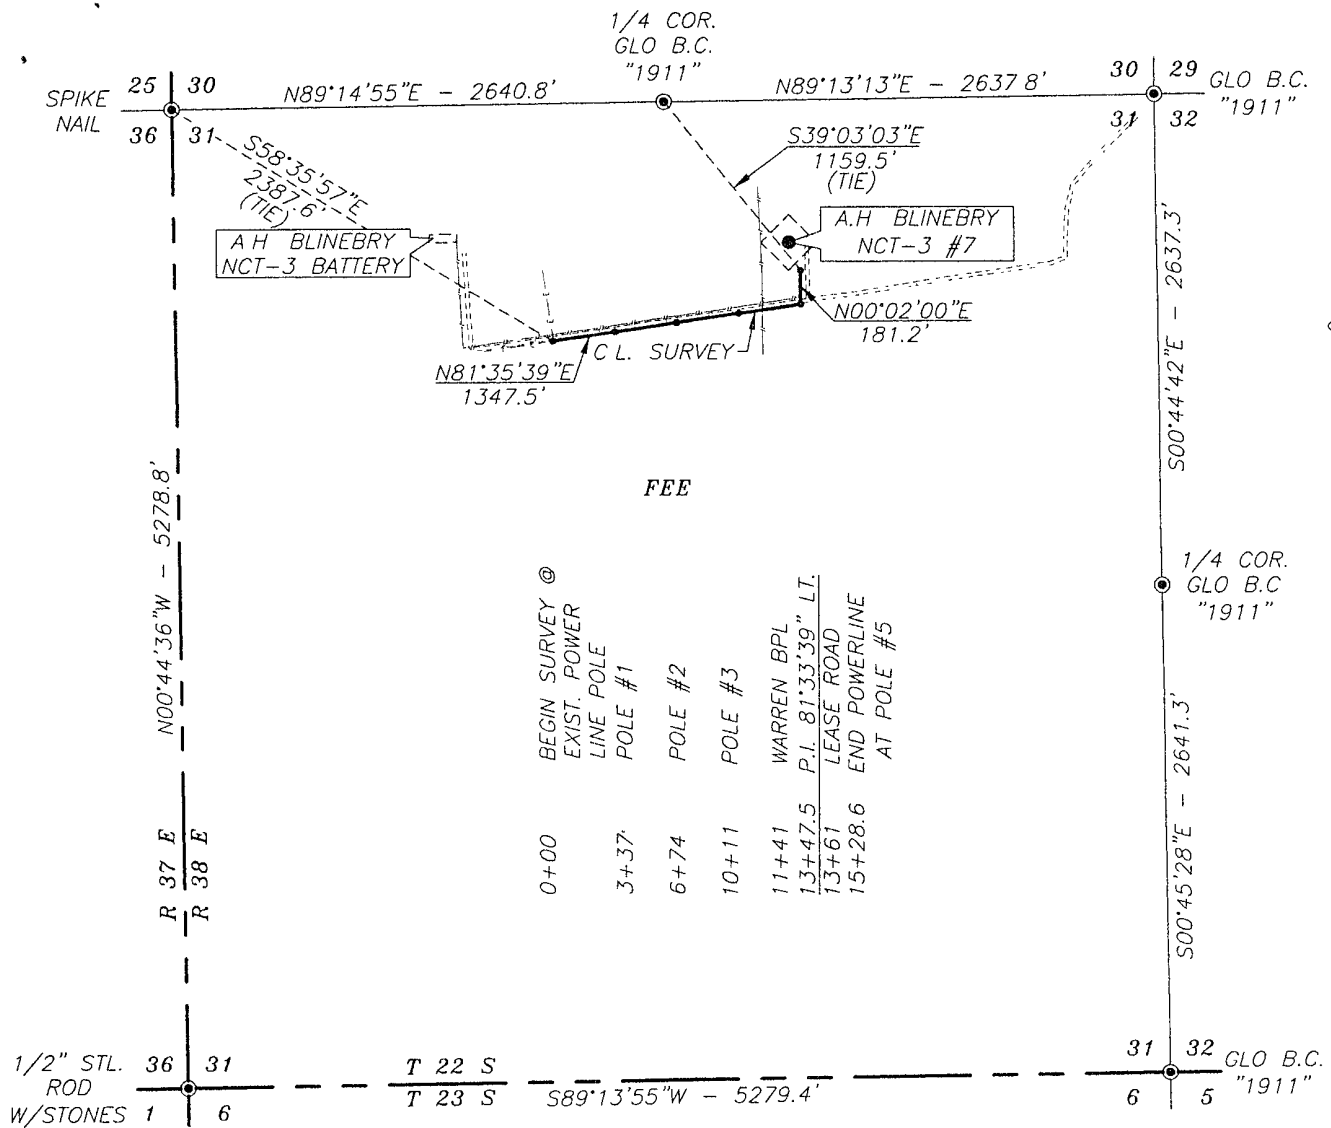 1/4 COR.
GLO B.C.
"1911"
25 30
SPIKE
NAIL
36 31
N89°14'55"E - 2640.8'
N89°13'13"E - 2637 8'
30 29
GLO B.C.
"1911"
31 32
S58°35'57"E
2387.6'
(TIE)
S39°03'03"E
1159.5'
(TIE)
A H BLINEBRY
NCT-3 BATTERY
A.H BLINEBRY
NCT-3 #7
N00°02'00"E
181.2'
C L. SURVEY
N81°35'39"E
1347.5'
S00°44'42"E - 2637.3'
N00°44'36"W - 5278.8'
FEE
1/4 COR.
GLO B.C
"1911"
0+00 BEGIN SURVEY @
EXIST. POWER
LINE POLE
3+37 POLE #1
6+74 POLE #2
10+11 POLE #3
11+41 WARREN BPL
13+47.5 P.I. 81°33'39" LT.
13+61 LEASE ROAD
15+28.6 END POWERLINE
AT POLE #5
S00°45'28"E - 2641.3'
R 37 E
R 38 E
1/2" STL.
ROD
W/STONES
36 31
1 6
T 22 S
T 23 S
S89°13'55"W - 5279.4'
31 32
6 5
GLO B.C.
"1911"